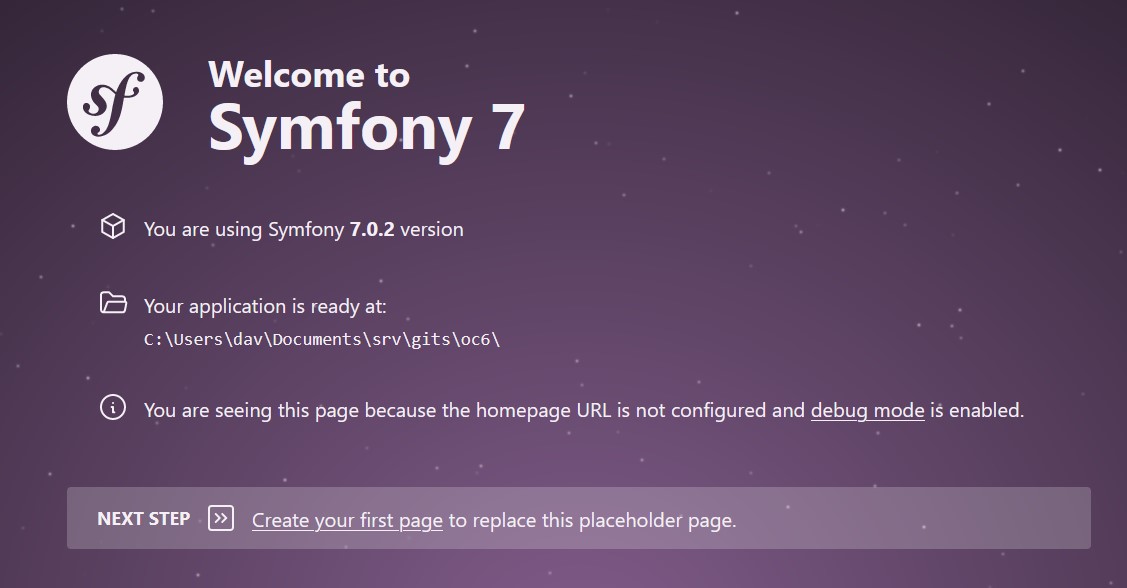 sf
Welcome to
Symfony 7
You are using Symfony 7.0.2 version
Your application is ready at:
C:\Users\dav\Documents\srv\gits\oc6\
You are seeing this page because the homepage URL is not configured and debug mode is enabled.
NEXT STEP Create your first page to replace this placeholder page.